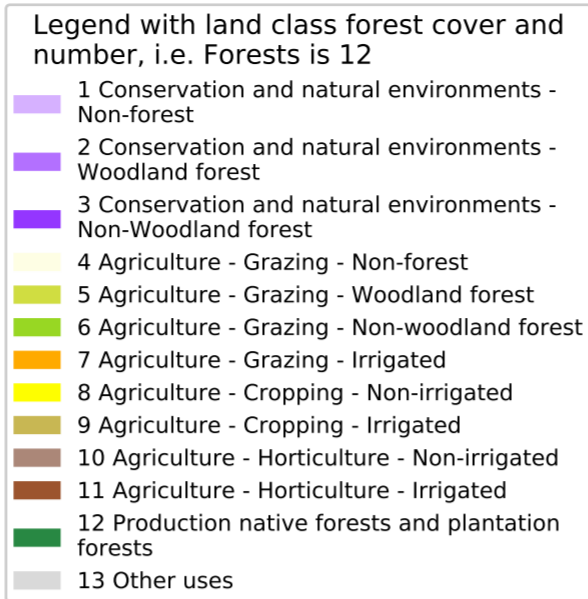 Legend with land class forest cover and
number, i.e. Forests is 12
1 Conservation and natural environments -
Non-forest
2 Conservation and natural environments -
Woodland forest
3 Conservation and natural environments -
Non-Woodland forest
4 Agriculture - Grazing - Non-forest
5 Agriculture - Grazing - Woodland forest
6 Agriculture - Grazing - Non-woodland forest
7 Agriculture - Grazing - Irrigated
8 Agriculture - Cropping - Non-irrigated
9 Agriculture - Cropping - Irrigated
10 Agriculture - Horticulture - Non-irrigated
11 Agriculture - Horticulture - Irrigated
12 Production native forests and plantation
forests
13 Other uses